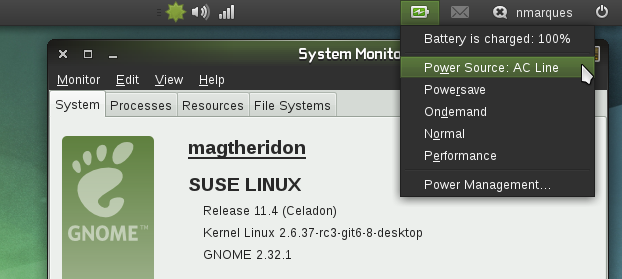 nmarques
Battery is charged: 100%
Power Source: AC Line
Powersave
Ondemand
Normal
Performance
Power Management...
System Monito
Monitor Edit View Help
System Processes Resources File Systems
magtheridon
SUSE LINUX
Release 11.4 (Celadon)
Kernel Linux 2.6.37-rc3-git6-8-desktop
GNOME 2.32.1
GNOME™